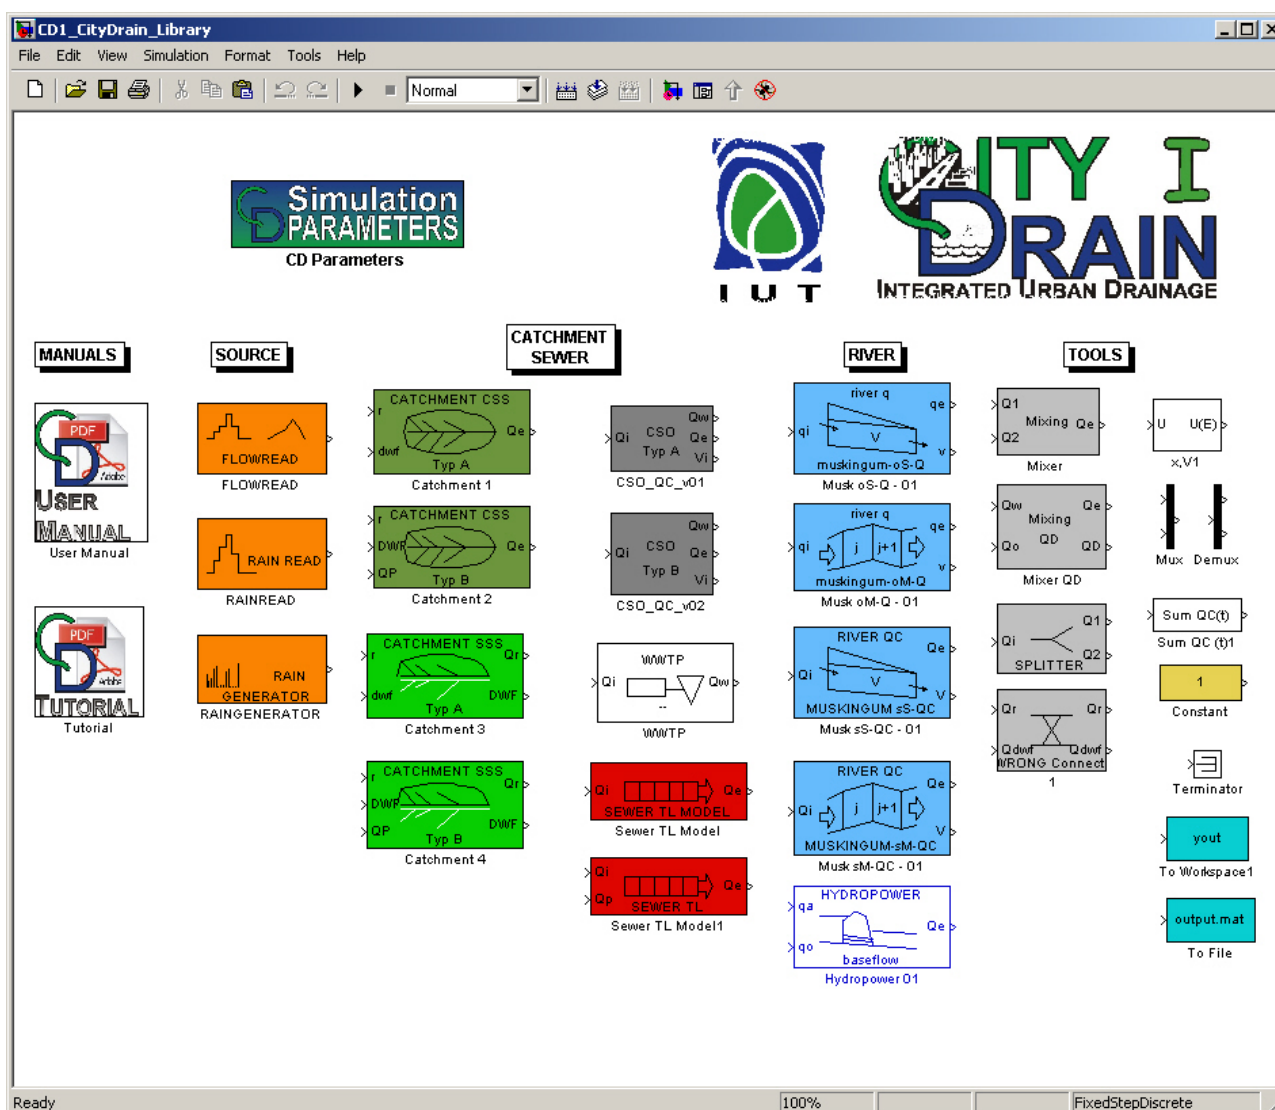 CD1_CityDrain_Library
File Edit View Simulation Format Tools Help
Normal
Simulation
PARAMETERS
CD Parameters
IUT
CITY I
DRAIN
INTEGRATED URBAN DRAINAGE
MANUALS
SOURCE
CATCHMENT
SEWER
RIVER
TOOLS
PDF
Adobe
USER
MANUAL
User Manual
PDF
Adobe
TUTORIAL
Tutorial
FLOWREAD
FLOWREAD
RAIN READ
RAINREAD
RAIN
GENERATOR
RAINGENERATOR
CATCHMENT CSS
r
Qe
dwf
Typ A
Catchment 1
CATCHMENT CSS
r
DWF
Qe
QP
Typ B
Catchment 2
CATCHMENT SSS
r
Qr
dwf
DWF
Typ A
Catchment 3
CATCHMENT SSS
r
Qr
DWF
DWF
QP
Typ B
Catchment 4
Qw
Qi CSO Qe
Typ A
Vi
CSO_QC_v01
Qw
Qi CSO Qe
Typ B
Vi
CSO_QC_v02
WWTP
Qi Qw
--
WWTP
Qi Qe
SEWER TL MODEL
Sewer TL Model
Qi
Qe
Qp
SEWER TL
Sewer TL Model1
river q
qe
qi
V
v
muskingum-oS-Q
Musk oS-Q - 01
river q
qe
qi j j+1
v
muskingum-oM-Q
Musk oM-Q - 01
RIVER QC
Qe
Qi
V
V
MUSKINGUM sS-QC
Musk sS-QC - 01
RIVER QC
Qe
Qi j j+1
V
MUSKINGUM-sM-QC
Musk sM-QC - 01
HYDROPOWER
qa
Qe
qo
baseflow
Hydropower 01
Q1
Mixing Qe
Q2
Mixer
Qw Qe
Mixing
QD
Qo QD
Mixer QD
Q1
Qi
Q2
SPLITTER
Qr Qr
Qdwf Qdwf
WRONG Connect
1
U U(E)
x,V1
Mux Demux
Sum QC(t)
Sum QC (t)1
1
Constant
Terminator
yout
To Workspace1
output.mat
To File
Ready 100% FixedStepDiscrete